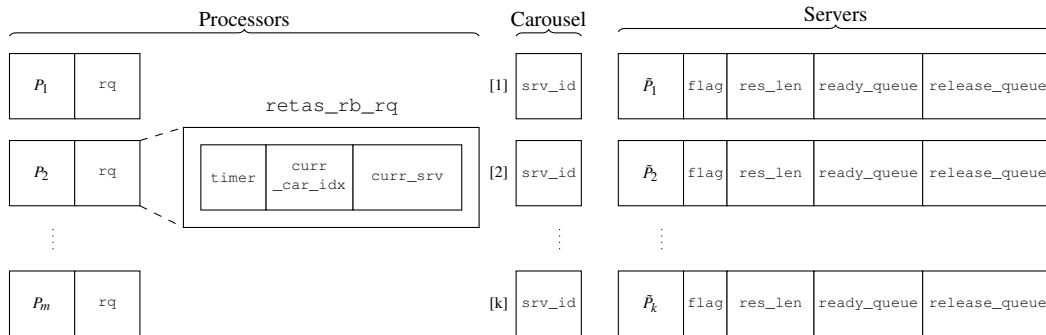 Processors Carousel Servers
P₁ rq [1] srv_id P̃₁ flag res_len ready_queue release_queue
retas_rb_rq
P₂ rq timer curr _car_idx curr_srv [2] srv_id P̃₂ flag res_len ready_queue release_queue
Pₘ rq [k] srv_id P̃ₖ flag res_len ready_queue release_queue